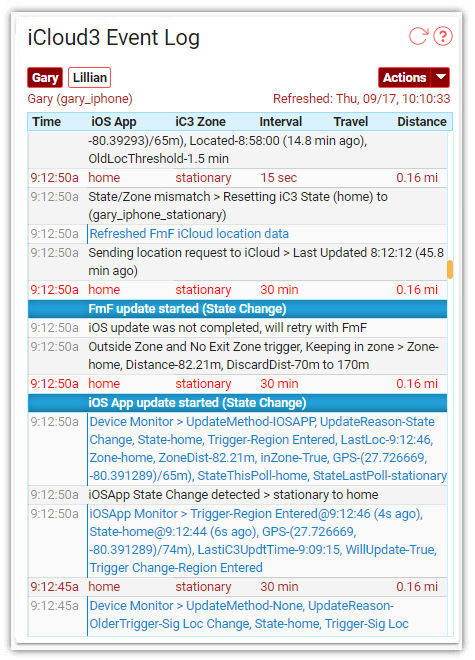 iCloud3 Event Log
Gary Lillian Actions
Gary (gary_iphone) Refreshed: Thu, 09/17, 10:10:33
Time iOS App iC3 Zone Interval Travel Distance
-80.39293)/65m), Located-8:58:00 (14.8 min ago),
OldLocThreshold-1.5 min
9:12:50a home stationary 15 sec 0.16 mi
9:12:50a State/Zone mismatch > Resetting iC3 State (home) to
(gary_iphone_stationary)
9:12:50a Refreshed FmF iCloud location data
9:12:50a Sending location request to iCloud > Last Updated 8:12:12 (45.8
min ago)
9:12:50a home stationary 30 min 0.16 mi
FmF update started (State Change)
9:12:50a iOS update was not completed, will retry with FmF
9:12:50a Outside Zone and No Exit Zone trigger, Keeping in zone > Zone-
home, Distance-82.21m, DiscardDist-70m to 170m
9:12:50a home stationary 30 min 0.16 mi
iOS App update started (State Change)
9:12:50a Device Monitor > UpdateMethod-IOSAPP, UpdateReason-State
Change, State-home, Trigger-Region Entered, LastLoc-9:12:46,
Zone-home, ZoneDist-82.21m, inZone-True, GPS-(27.726669,
-80.391289)/65m), StateThisPoll-home, StateLastPoll-stationary
9:12:50a iOSApp State Change detected > stationary to home
9:12:50a iOSApp Monitor > Trigger-Region Entered@9:12:46 (4s ago),
State-home@9:12:44 (6s ago), GPS-(27.726669,
-80.391289)/74m), LastiC3UpdtTime-9:09:15, WillUpdate-True,
Trigger Change-Region Entered
9:12:45a home stationary 30 min 0.16 mi
9:12:45a Device Monitor > UpdateMethod-None, UpdateReason-
OlderTrigger-Sig Loc Change, State-home, Trigger-Sig Loc